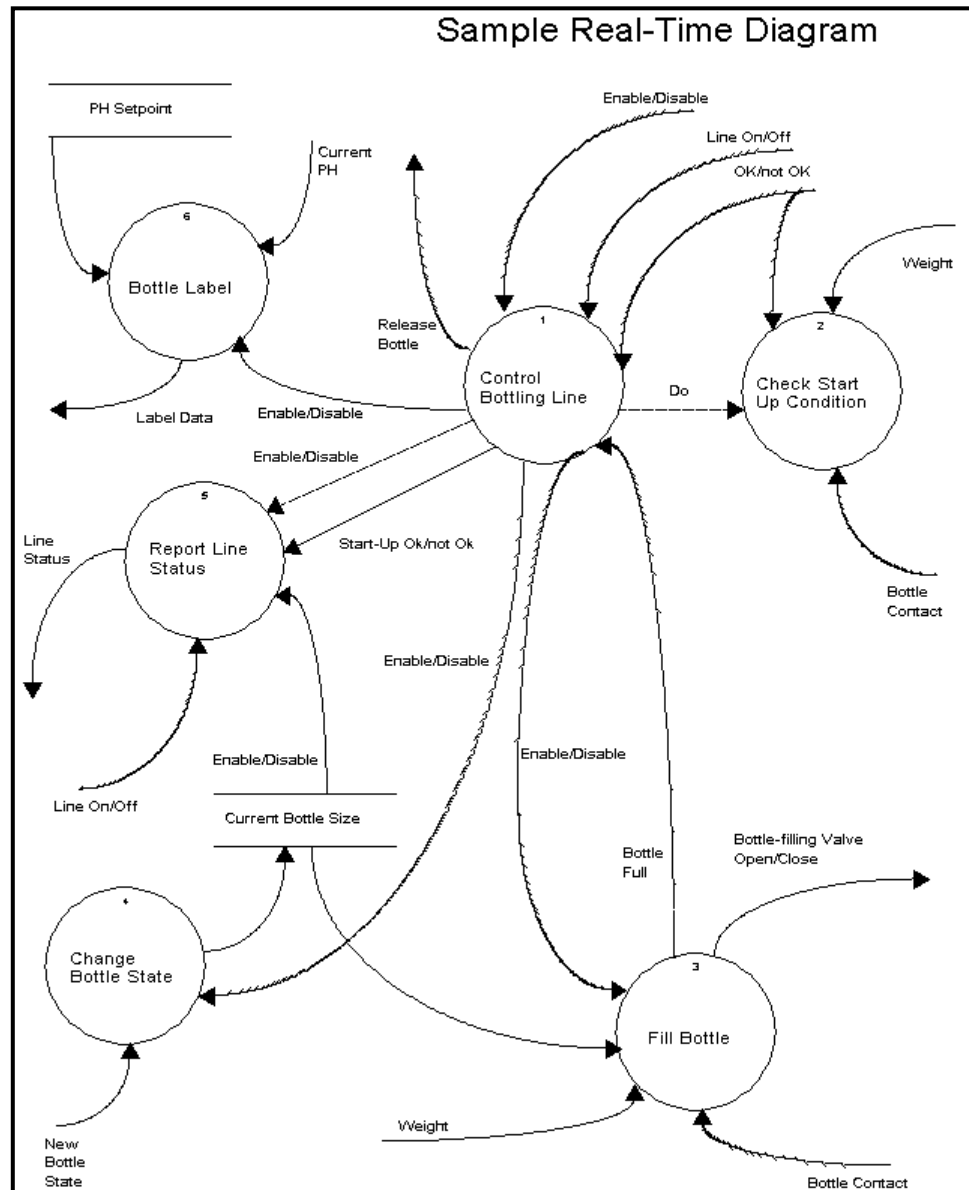 Sample Real-Time Diagram
PH Setpoint
Current
PH
Enable/Disable
Line On/Off
OK/not OK
Weight
6
Bottle Label
Release
Bottle
1
Control
Bottling Line
2
Check Start
Up Condition
Do
Label Data
Enable/Disable
Enable/Disable
5
Report Line
Status
Line
Status
Start-Up Ok/not Ok
Bottle
Contact
Enable/Disable
Enable/Disable
Enable/Disable
Line On/Off
Current Bottle Size
Bottle
Full
Bottle-filling Valve
Open/Close
4
Change
Bottle State
3
Fill Bottle
New
Bottle
State
Weight
Bottle Contact